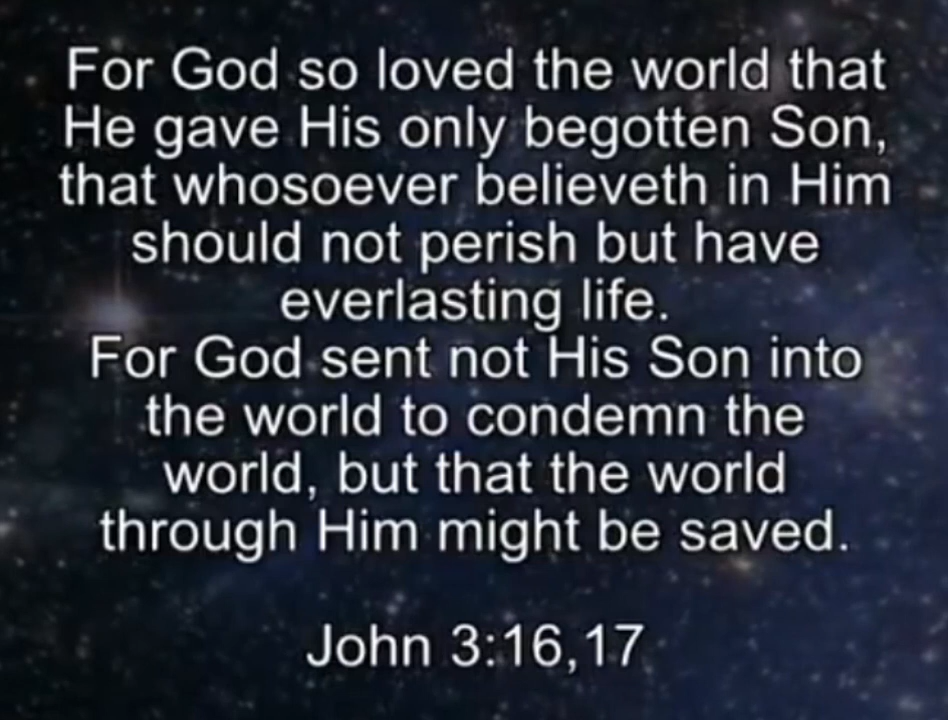 For God so loved the world that
He gave His only begotten Son,
that whosoever believeth in Him
should not perish but have
everlasting life.
For God sent not His Son into
the world to condemn the
world, but that the world
through Him might be saved.
John 3:16,17